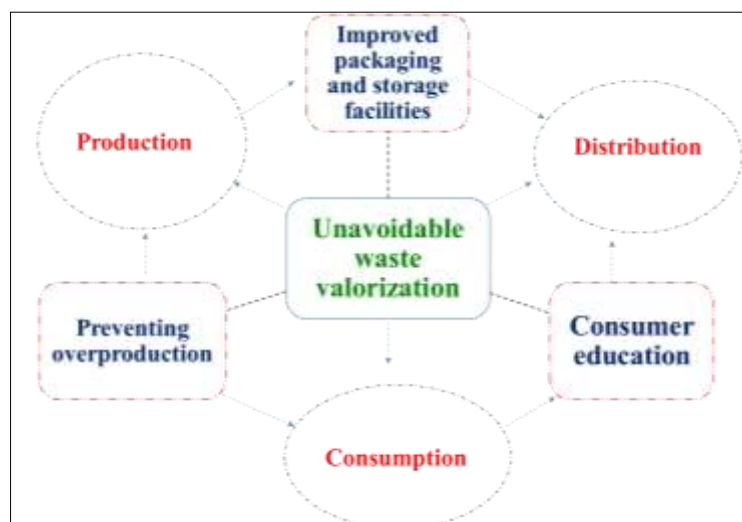 Improved
packaging
and storage
facilities
Production
Distribution
Unavoidable
waste
valorization
Preventing
overproduction
Consumer
education
Consumption